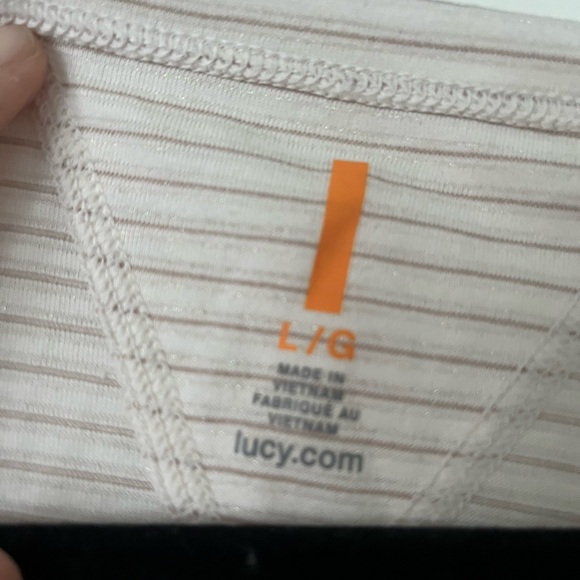 L/G
MADE IN
VIETNAM
FABRIQUÉ AU
VIETNAM
lucy.com